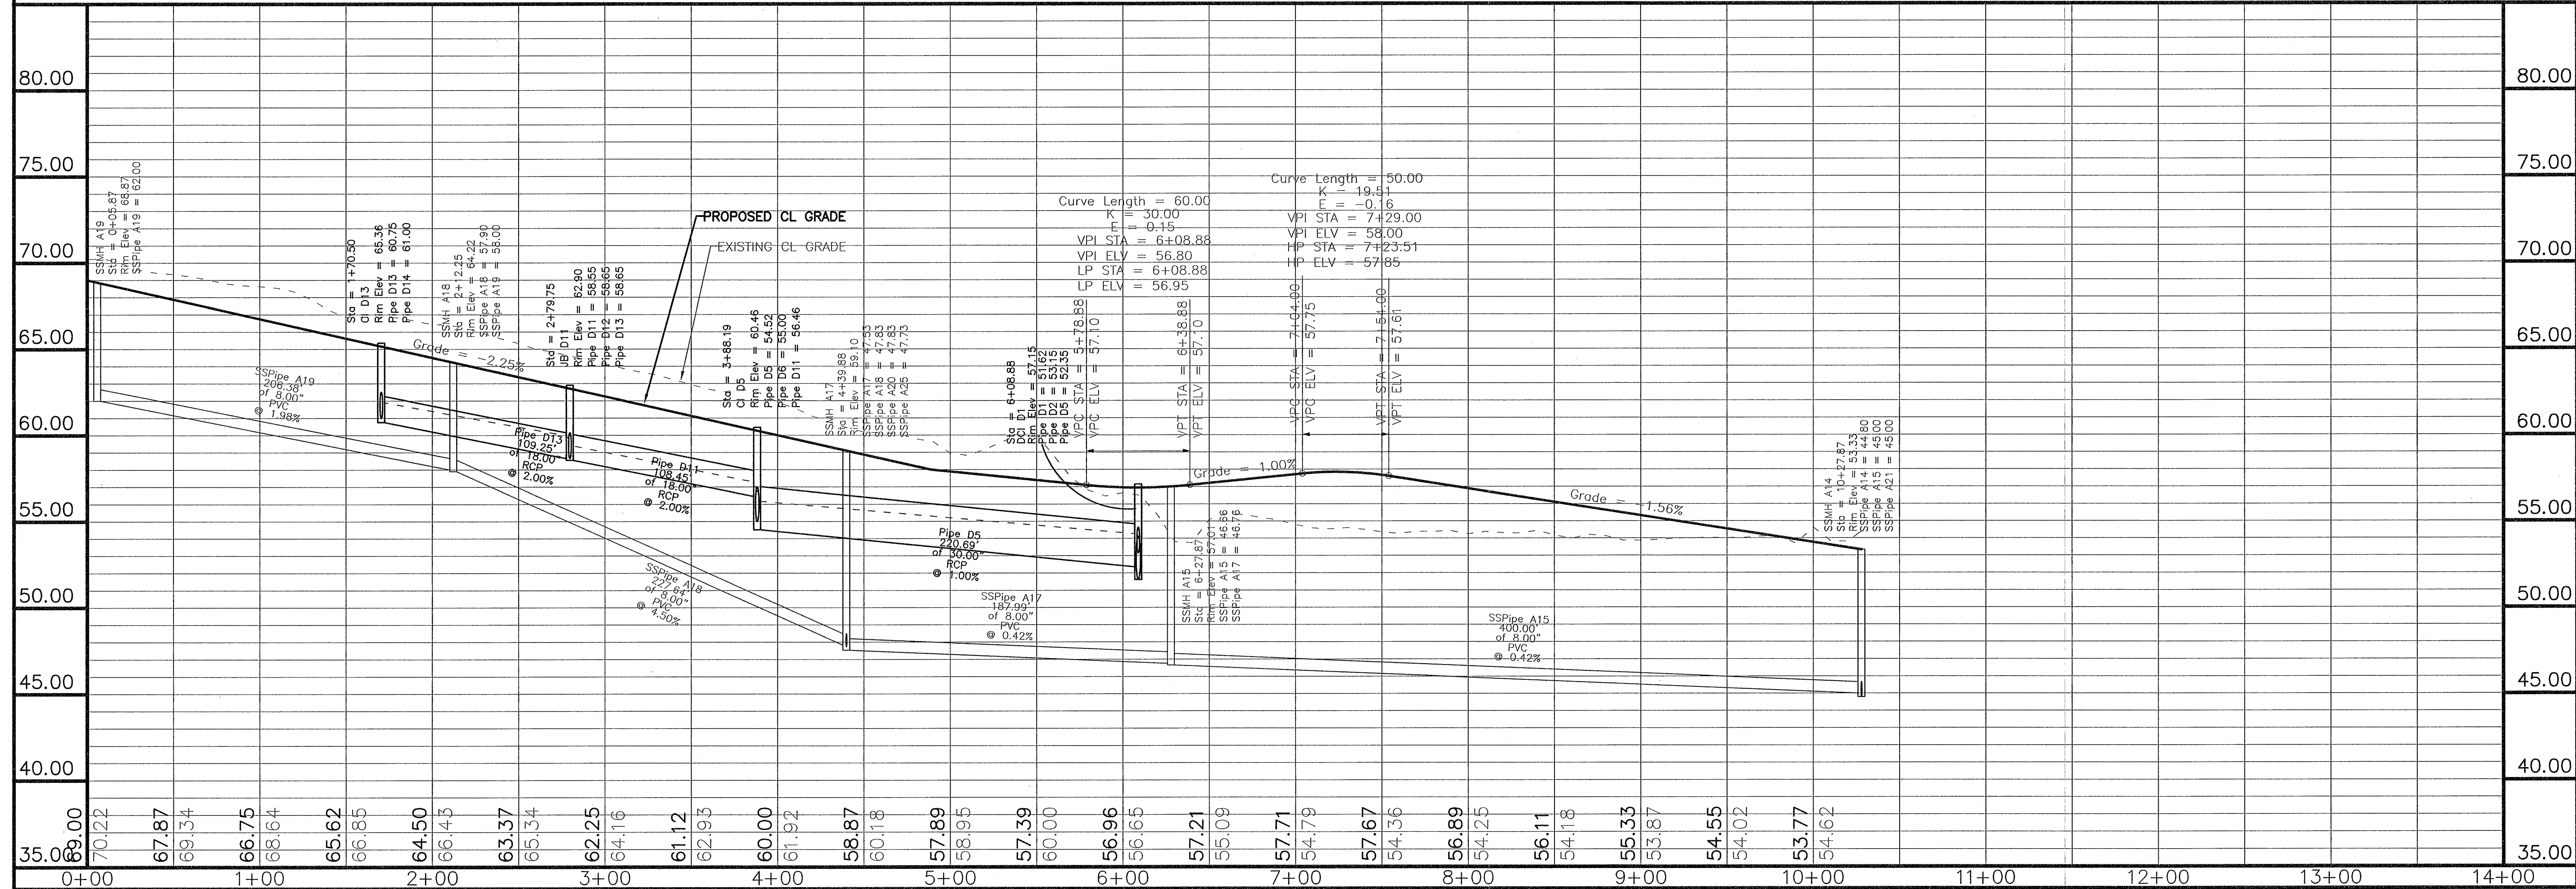 80.00
75.00
70.00
65.00
60.00
55.00
50.00
45.00
40.00
35.00
80.00
75.00
70.00
65.00
60.00
55.00
50.00
45.00
40.00
35.00
SSMH A19
Sta = 0+05.87
Rim Elev = 68.87
SSPipe A19 = 62.00
Sta = 1+70.50
CI D13
Rim Elev = 65.36
Pipe D13 = 60.75
Pipe D14 = 61.00
SSMH A18
Sta = 2+12.25
Rim Elev = 64.22
SSPipe A18 = 57.90
SSPipe A19 = 58.00
Sta = 2+79.75
JB D11
Rim Elev = 62.90
Pipe D11 = 58.55
Pipe D12 = 58.65
Pipe D13 = 58.65
PROPOSED CL GRADE
EXISTING CL GRADE
Sta = 3+88.19
CI D5
Rim Elev = 60.46
Pipe D5 = 54.52
Pipe D6 = 55.00
Pipe D11 = 56.46
SSMH A17
Sta = 4+39.88
Rim Elev = 59.10
SSPipe A17 = 47.53
SSPipe A18 = 47.83
SSPipe A20 = 47.83
SSPipe A25 = 47.73
Sta = 6+08.88
DCI D1
Rim Elev = 57.15
Pipe D1 = 51.62
Pipe D2 = 53.15
Pipe D5 = 52.35
Curve Length = 60.00
K = 30.00
E = 0.15
VPI STA = 6+08.88
VPI ELV = 56.80
LP STA = 6+08.88
LP ELV = 56.95
VPC STA = 5+78.88
VPC ELV = 57.10
VPT STA = 6+38.88
VPT ELV = 57.10
Curve Length = 50.00
K = 19.51
E = -0.16
VPI STA = 7+29.00
VPI ELV = 58.00
HP STA = 7+23.51
HP ELV = 57.85
VPC STA = 7+04.00
VPC ELV = 57.75
VPT STA = 7+54.00
VPT ELV = 57.61
Grade = -2.25%
Grade = 1.00%
Grade = -1.56%
SSPipe A19
206.38'
of 8.00"
PVC
@ 1.98%
Pipe D13
109.25'
of 18.00"
RCP
@ 2.00%
Pipe D11
108.45'
of 18.00"
RCP
@ 2.00%
SSPipe A18
227.64'
of 8.00"
PVC
@ 4.50%
Pipe D5
220.69'
of 30.00"
RCP
@ 1.00%
SSPipe A17
187.99'
of 8.00"
PVC
@ 0.42%
SSMH A15
Sta = 6+27.87
Rim Elev = 57.01
SSPipe A15 = 46.66
SSPipe A17 = 46.76
SSPipe A15
400.00'
of 8.00"
PVC
@ 0.42%
SSMH A14
Sta = 10+27.87
Rim Elev = 53.33
SSPipe A14 = 44.80
SSPipe A15 = 45.00
SSPipe A21 = 45.00
69.00
70.22
67.87
69.34
66.75
68.64
65.62
66.85
64.50
66.43
63.37
65.34
62.25
64.16
61.12
62.93
60.00
61.92
58.87
60.18
57.89
58.95
57.39
60.00
56.96
56.65
57.21
55.09
57.71
54.79
57.67
54.36
56.89
54.25
56.11
54.18
55.33
53.87
54.55
54.02
53.77
54.62
0+00
1+00
2+00
3+00
4+00
5+00
6+00
7+00
8+00
9+00
10+00
11+00
12+00
13+00
14+00